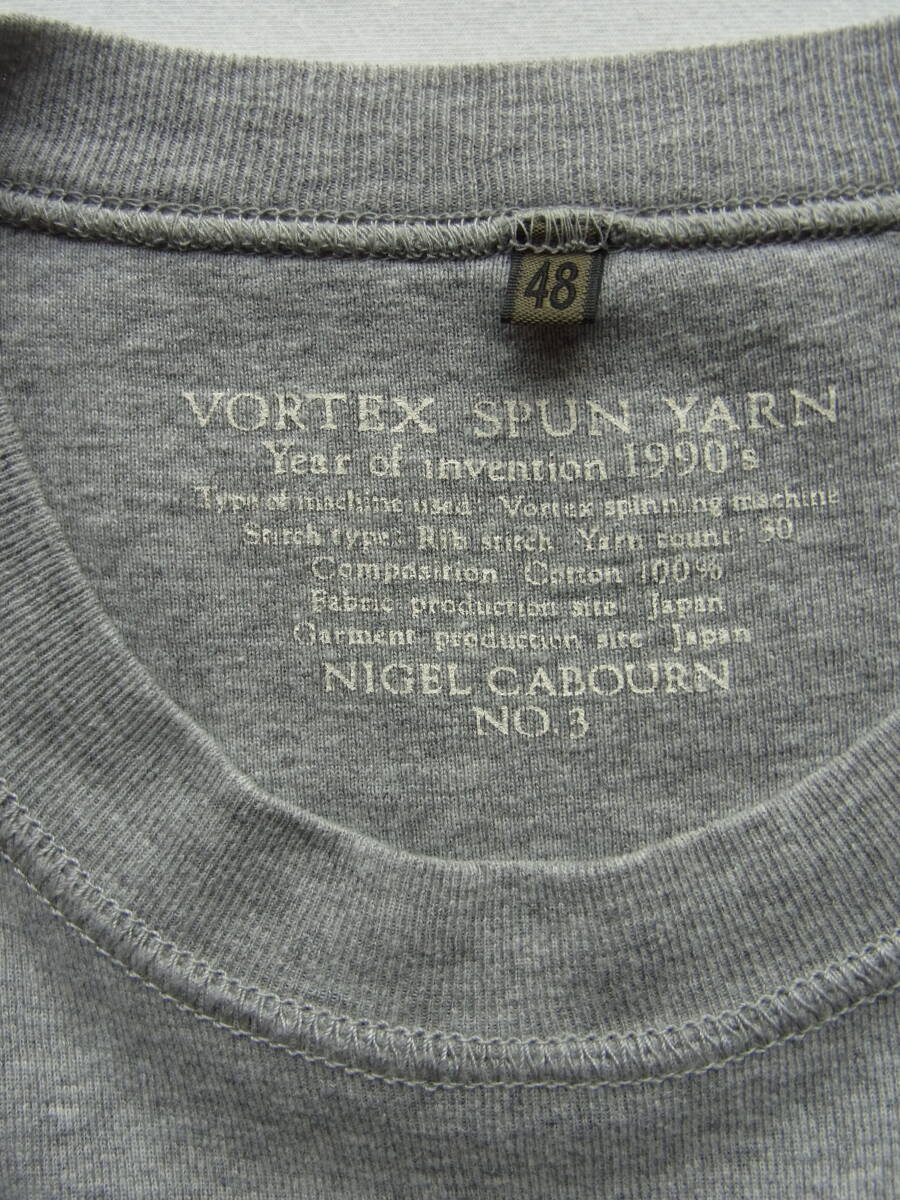 48
VORTEX SPUN YARN
Year of invention 1990's
Type of machine used: Vortex spinning machine
Stitch type: Rib stitch Yarn count: 30
Composition Cotton 100%
Fabric production site: Japan
Garment production site Japan
NIGEL CABOURN
NO.3